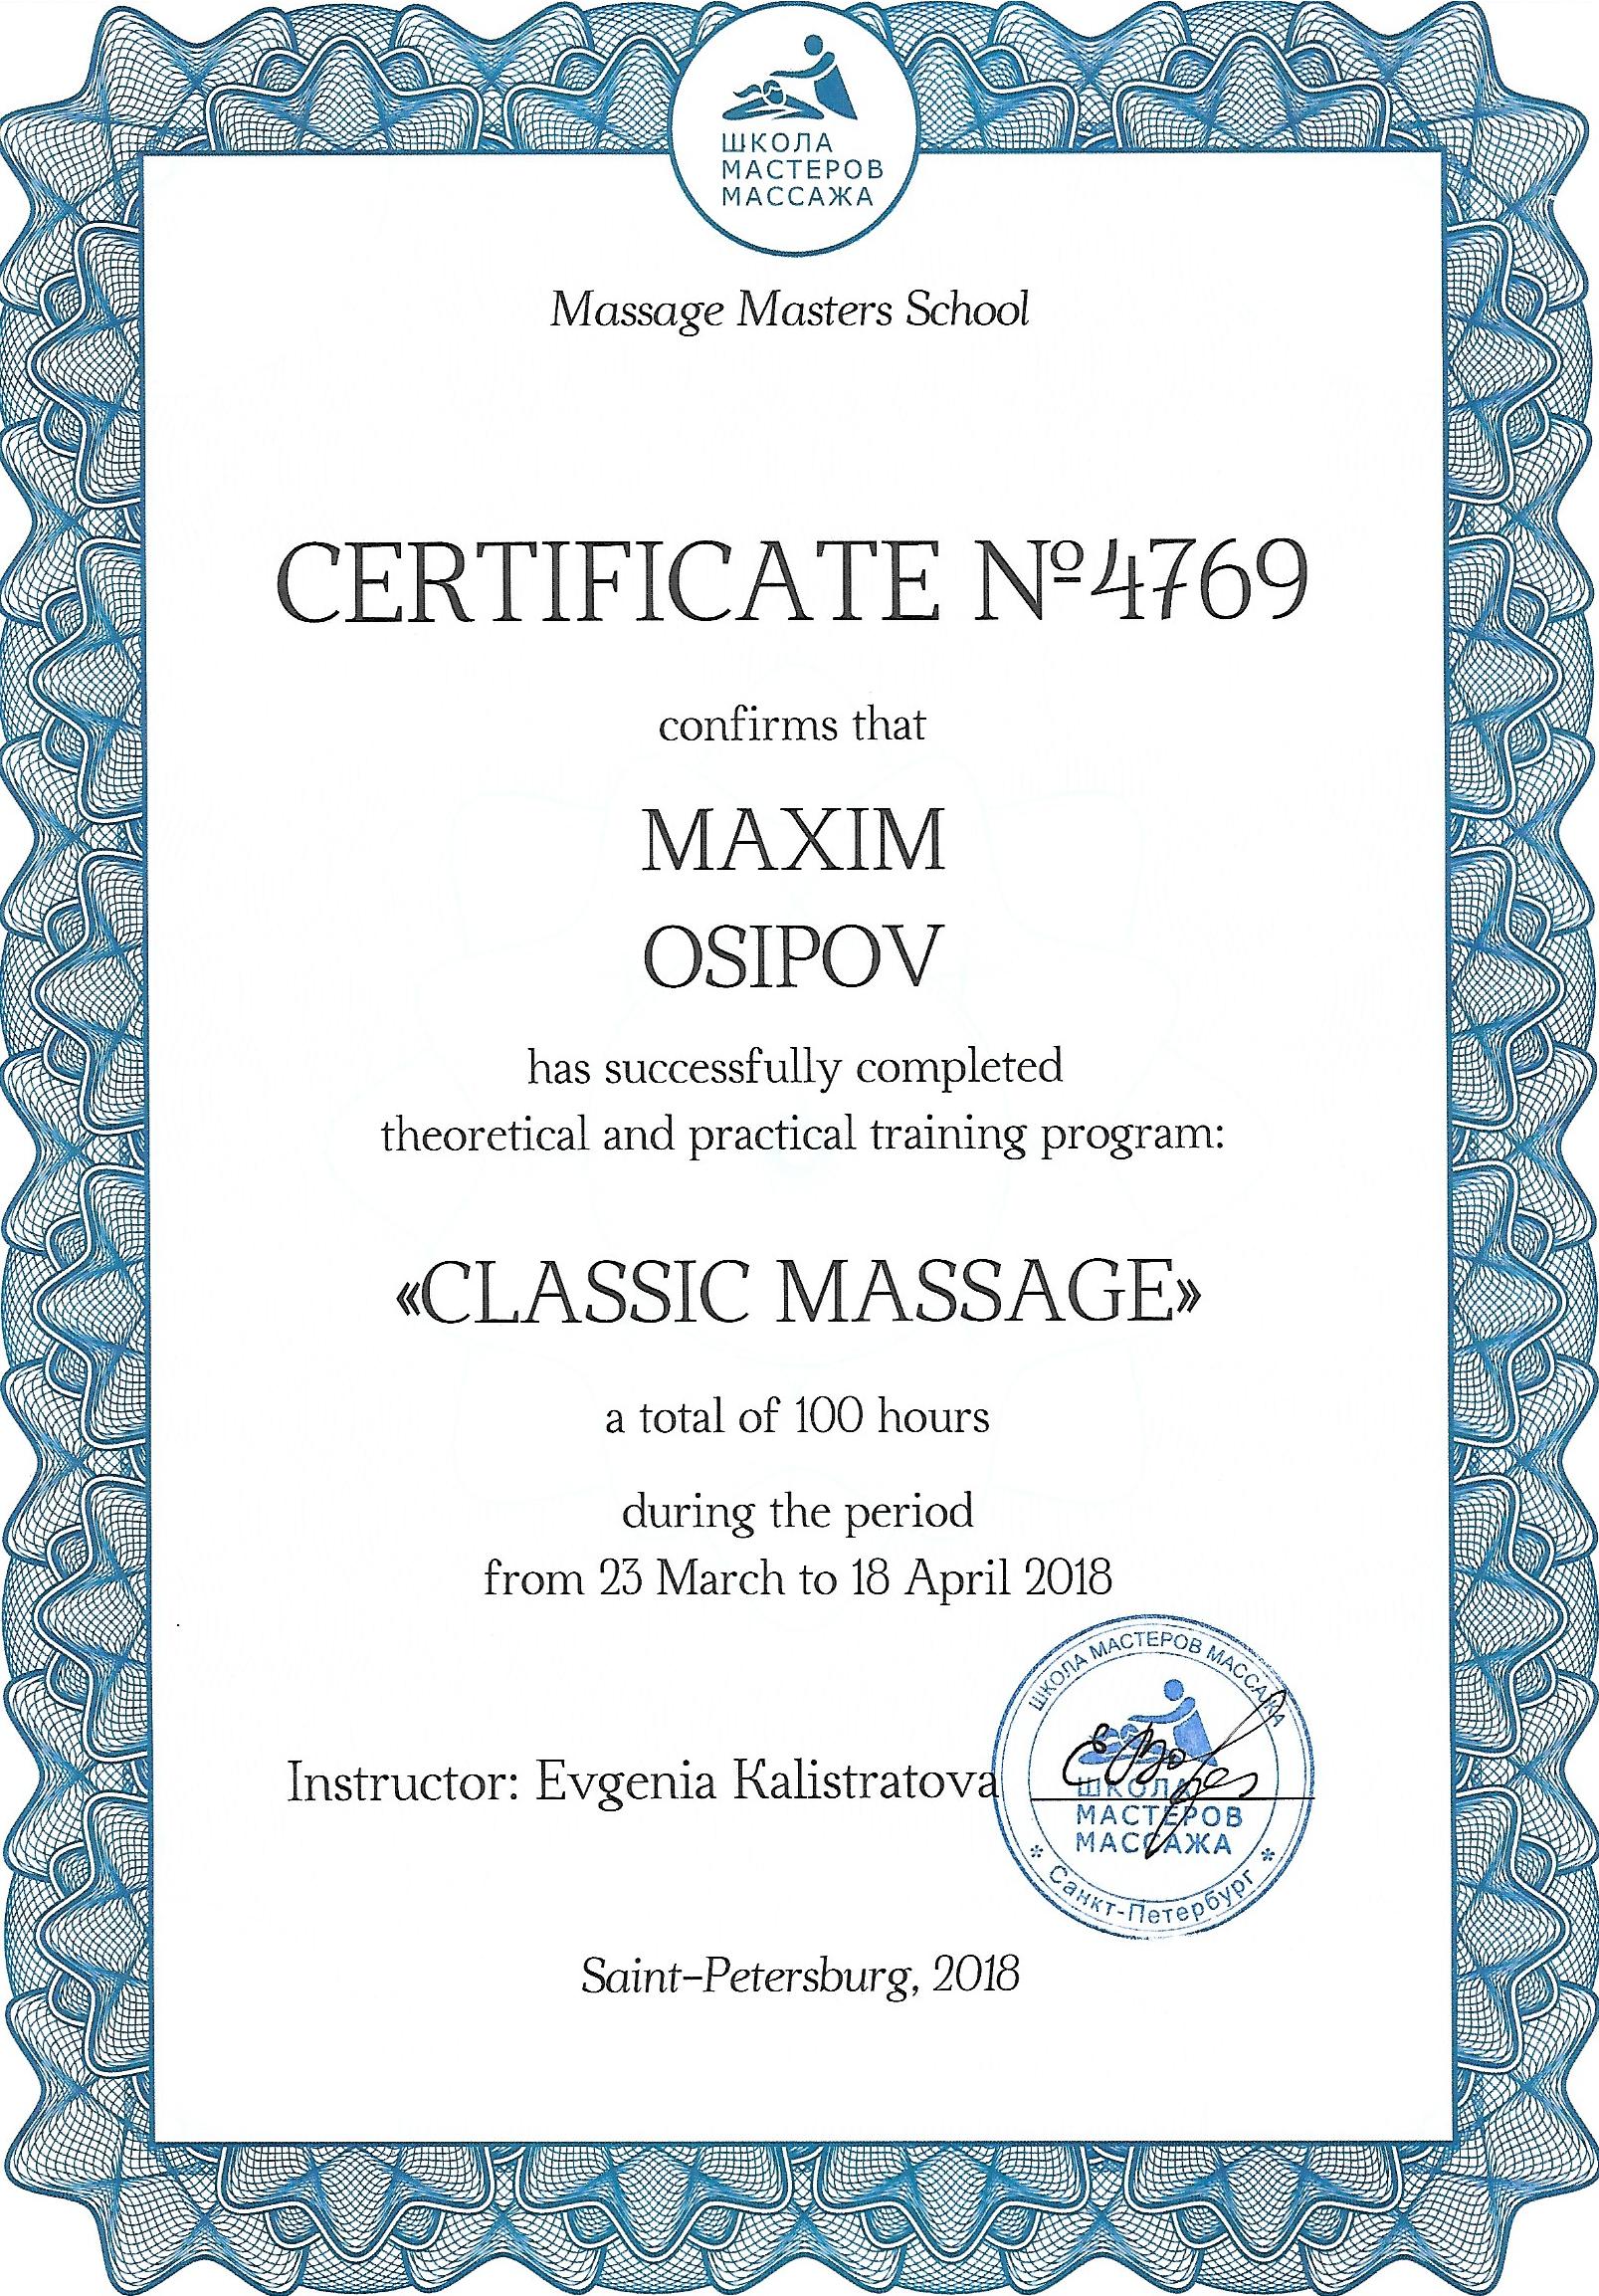 ШКОЛА
МАСТЕРОВ
МАССАЖА
Massage Masters School
CERTIFICATE №4769
confirms that
MAXIM
OSIPOV
has successfully completed
theoretical and practical training program:
«CLASSIC MASSAGE»
a total of 100 hours
during the period
from 23 March to 18 April 2018
Instructor: Evgenia Kalistratova
ШКОЛА МАСТЕРОВ МАССАЖА
ШКОЛА
МАСТЕРОВ
МАССАЖА
* Санкт-Петербург *
Saint-Petersburg, 2018